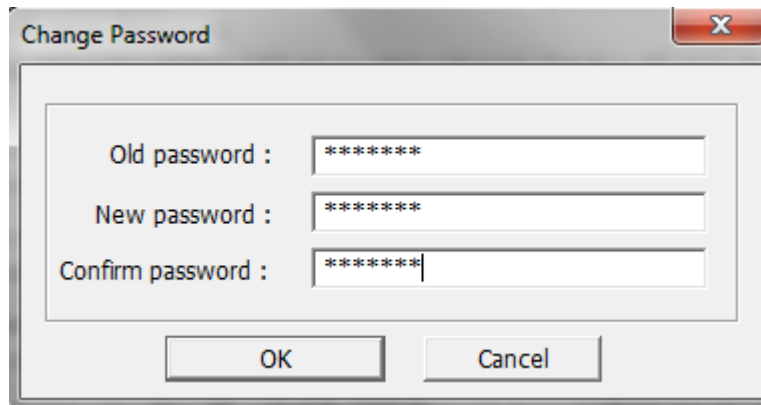 Change Password
Old password : *******
New password : *******
Confirm password : *******
OK Cancel